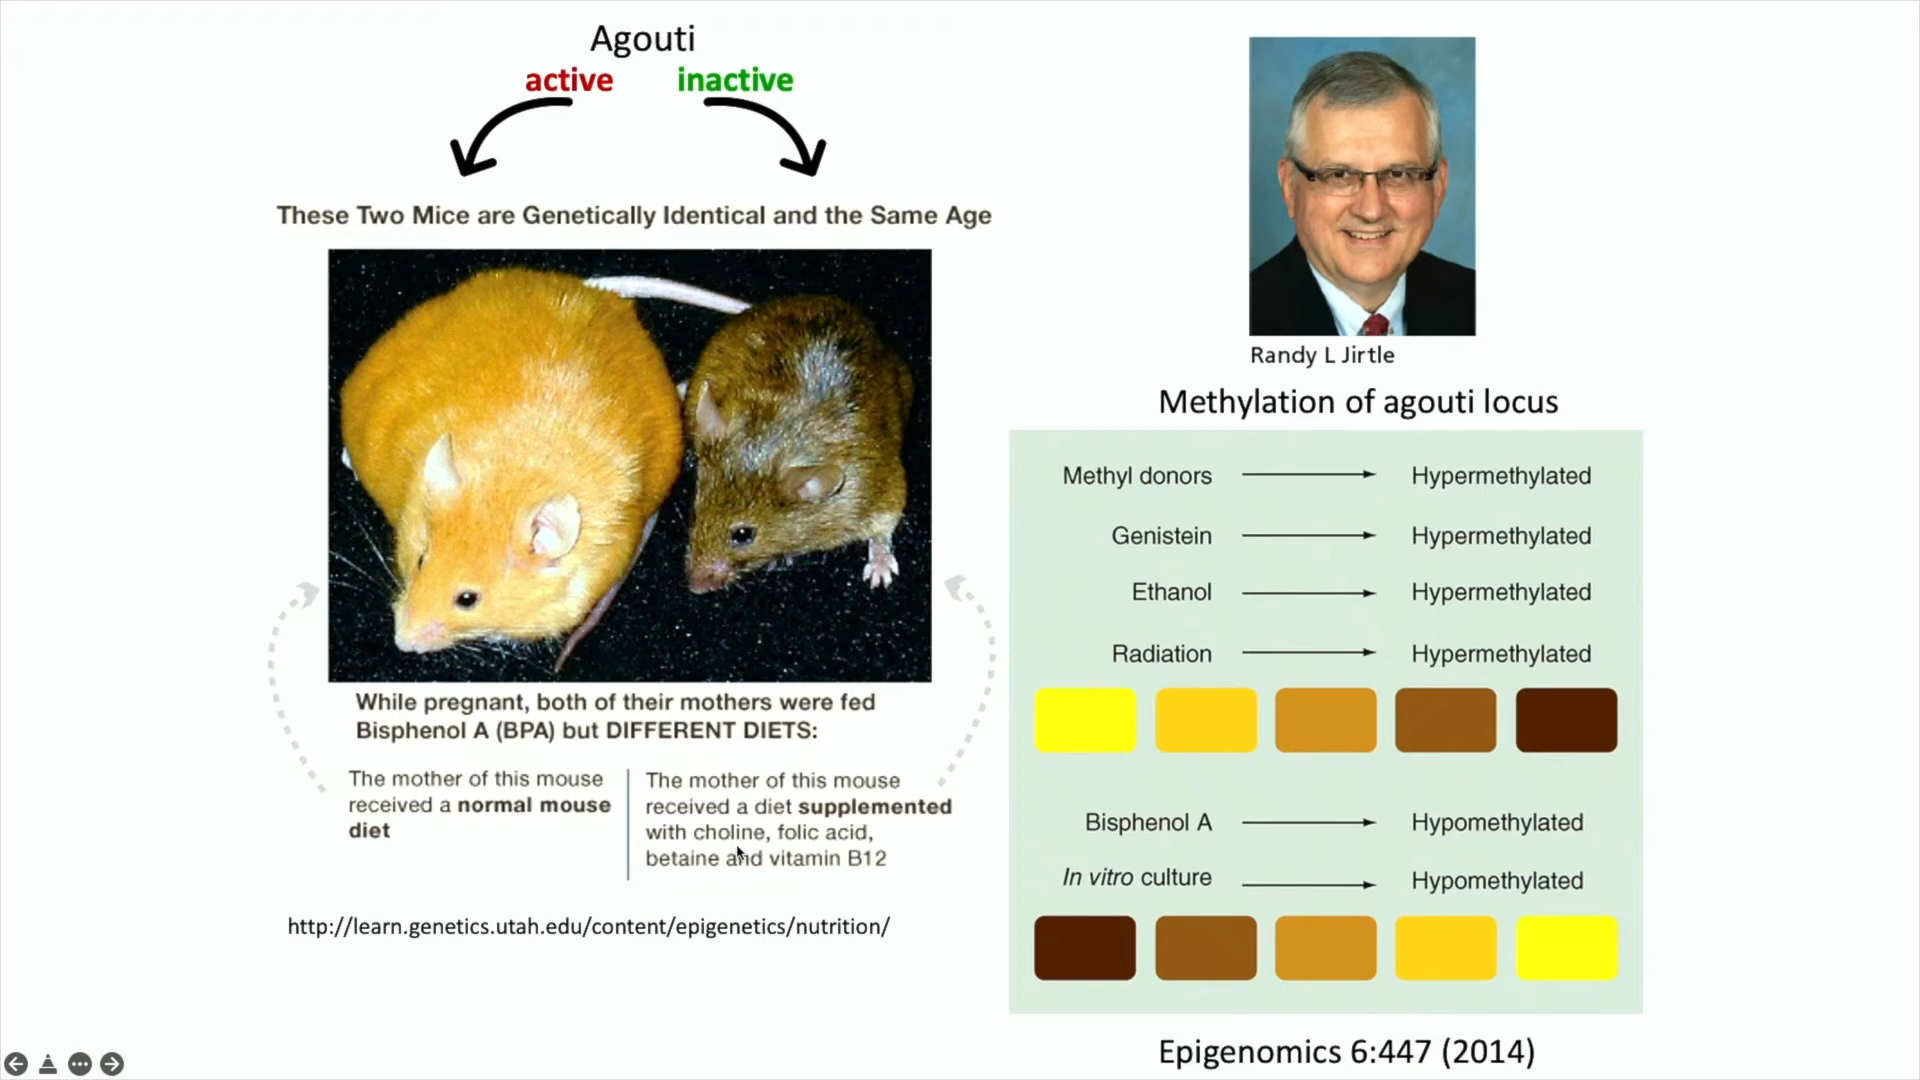 Agouti
active inactive
These Two Mice are Genetically Identical and the Same Age
While pregnant, both of their mothers were fed
Bisphenol A (BPA) but DIFFERENT DIETS:
The mother of this mouse
received a normal mouse
diet
The mother of this mouse
received a diet supplemented
with choline, folic acid,
betaine and vitamin B12
http://learn.genetics.utah.edu/content/epigenetics/nutrition/
Randy L Jirtle
Methylation of agouti locus
Methyl donors Hypermethylated
Genistein Hypermethylated
Ethanol Hypermethylated
Radiation Hypermethylated
Bisphenol A Hypomethylated
In vitro culture Hypomethylated
Epigenomics 6:447 (2014)